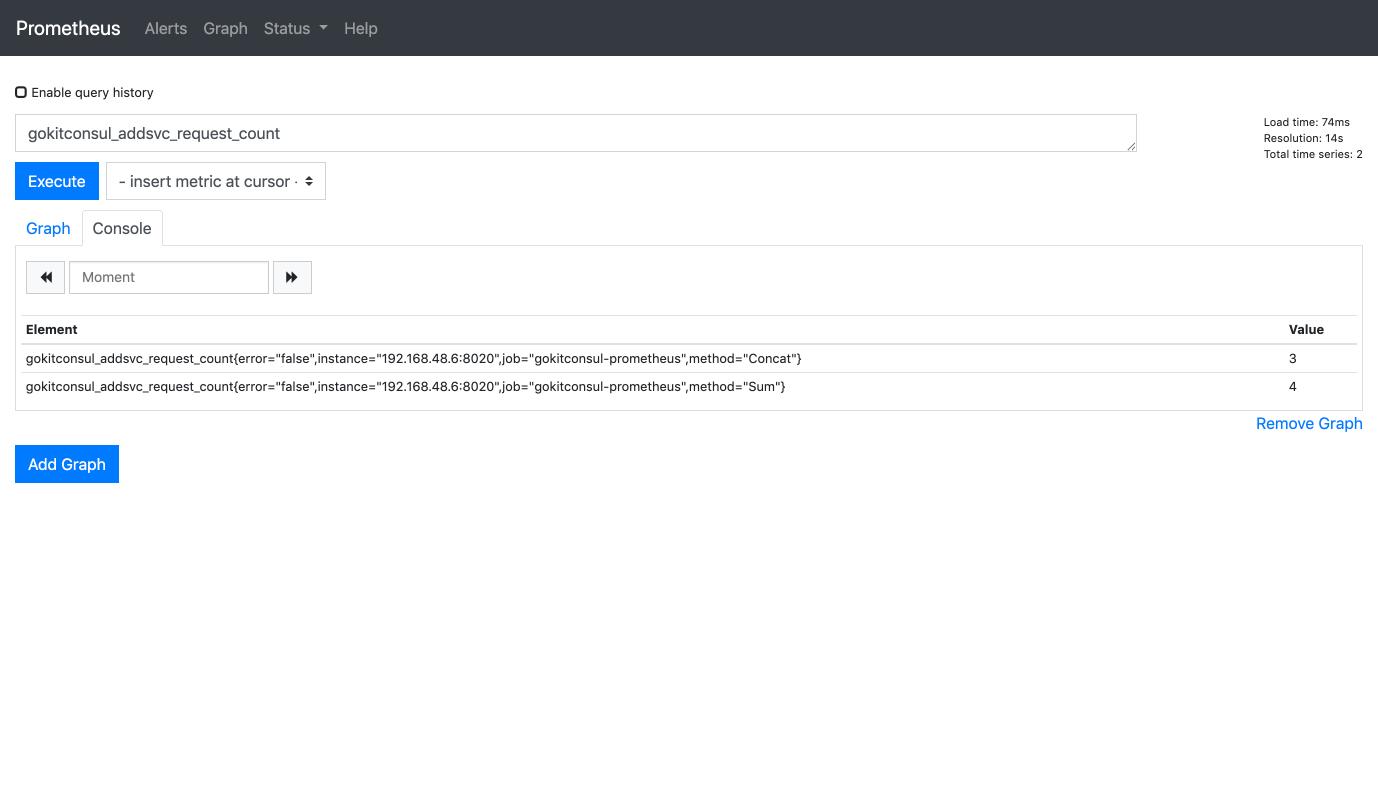 Prometheus Alerts Graph Status Help
Enable query history
gokitconsul_addsvc_request_count
Load time: 74ms
Resolution: 14s
Total time series: 2
Execute - insert metric at cursor ·
Graph Console
Moment
Element Value
gokitconsul_addsvc_request_count{error="false",instance="192.168.48.6:8020",job="gokitconsul-prometheus",method="Concat"} 3
gokitconsul_addsvc_request_count{error="false",instance="192.168.48.6:8020",job="gokitconsul-prometheus",method="Sum"} 4
Remove Graph
Add Graph